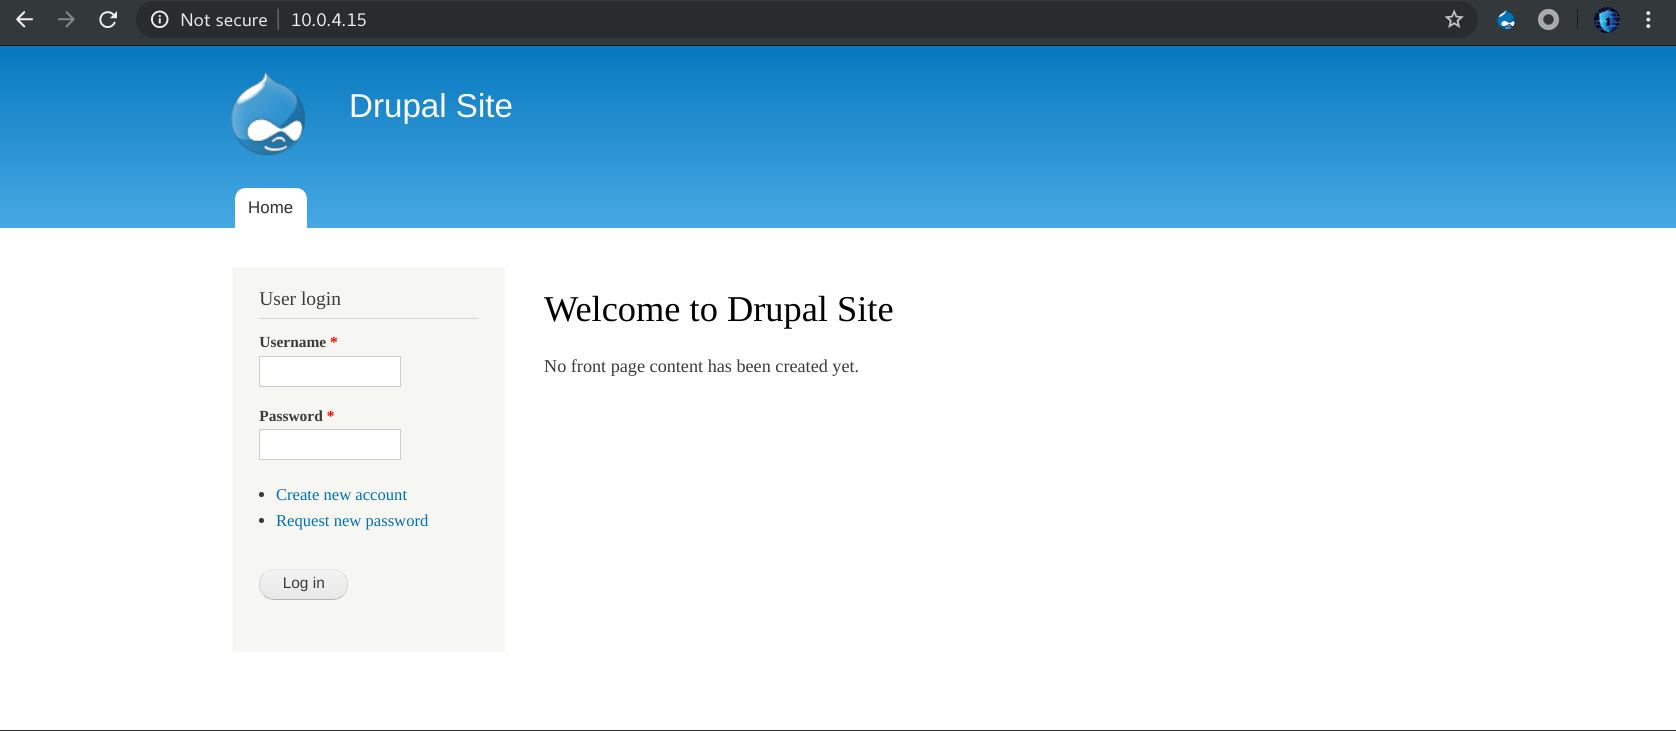 Not secure 10.0.4.15
Drupal Site
Home
User login
Username *
Password *
Create new account
Request new password
Log in
Welcome to Drupal Site
No front page content has been created yet.